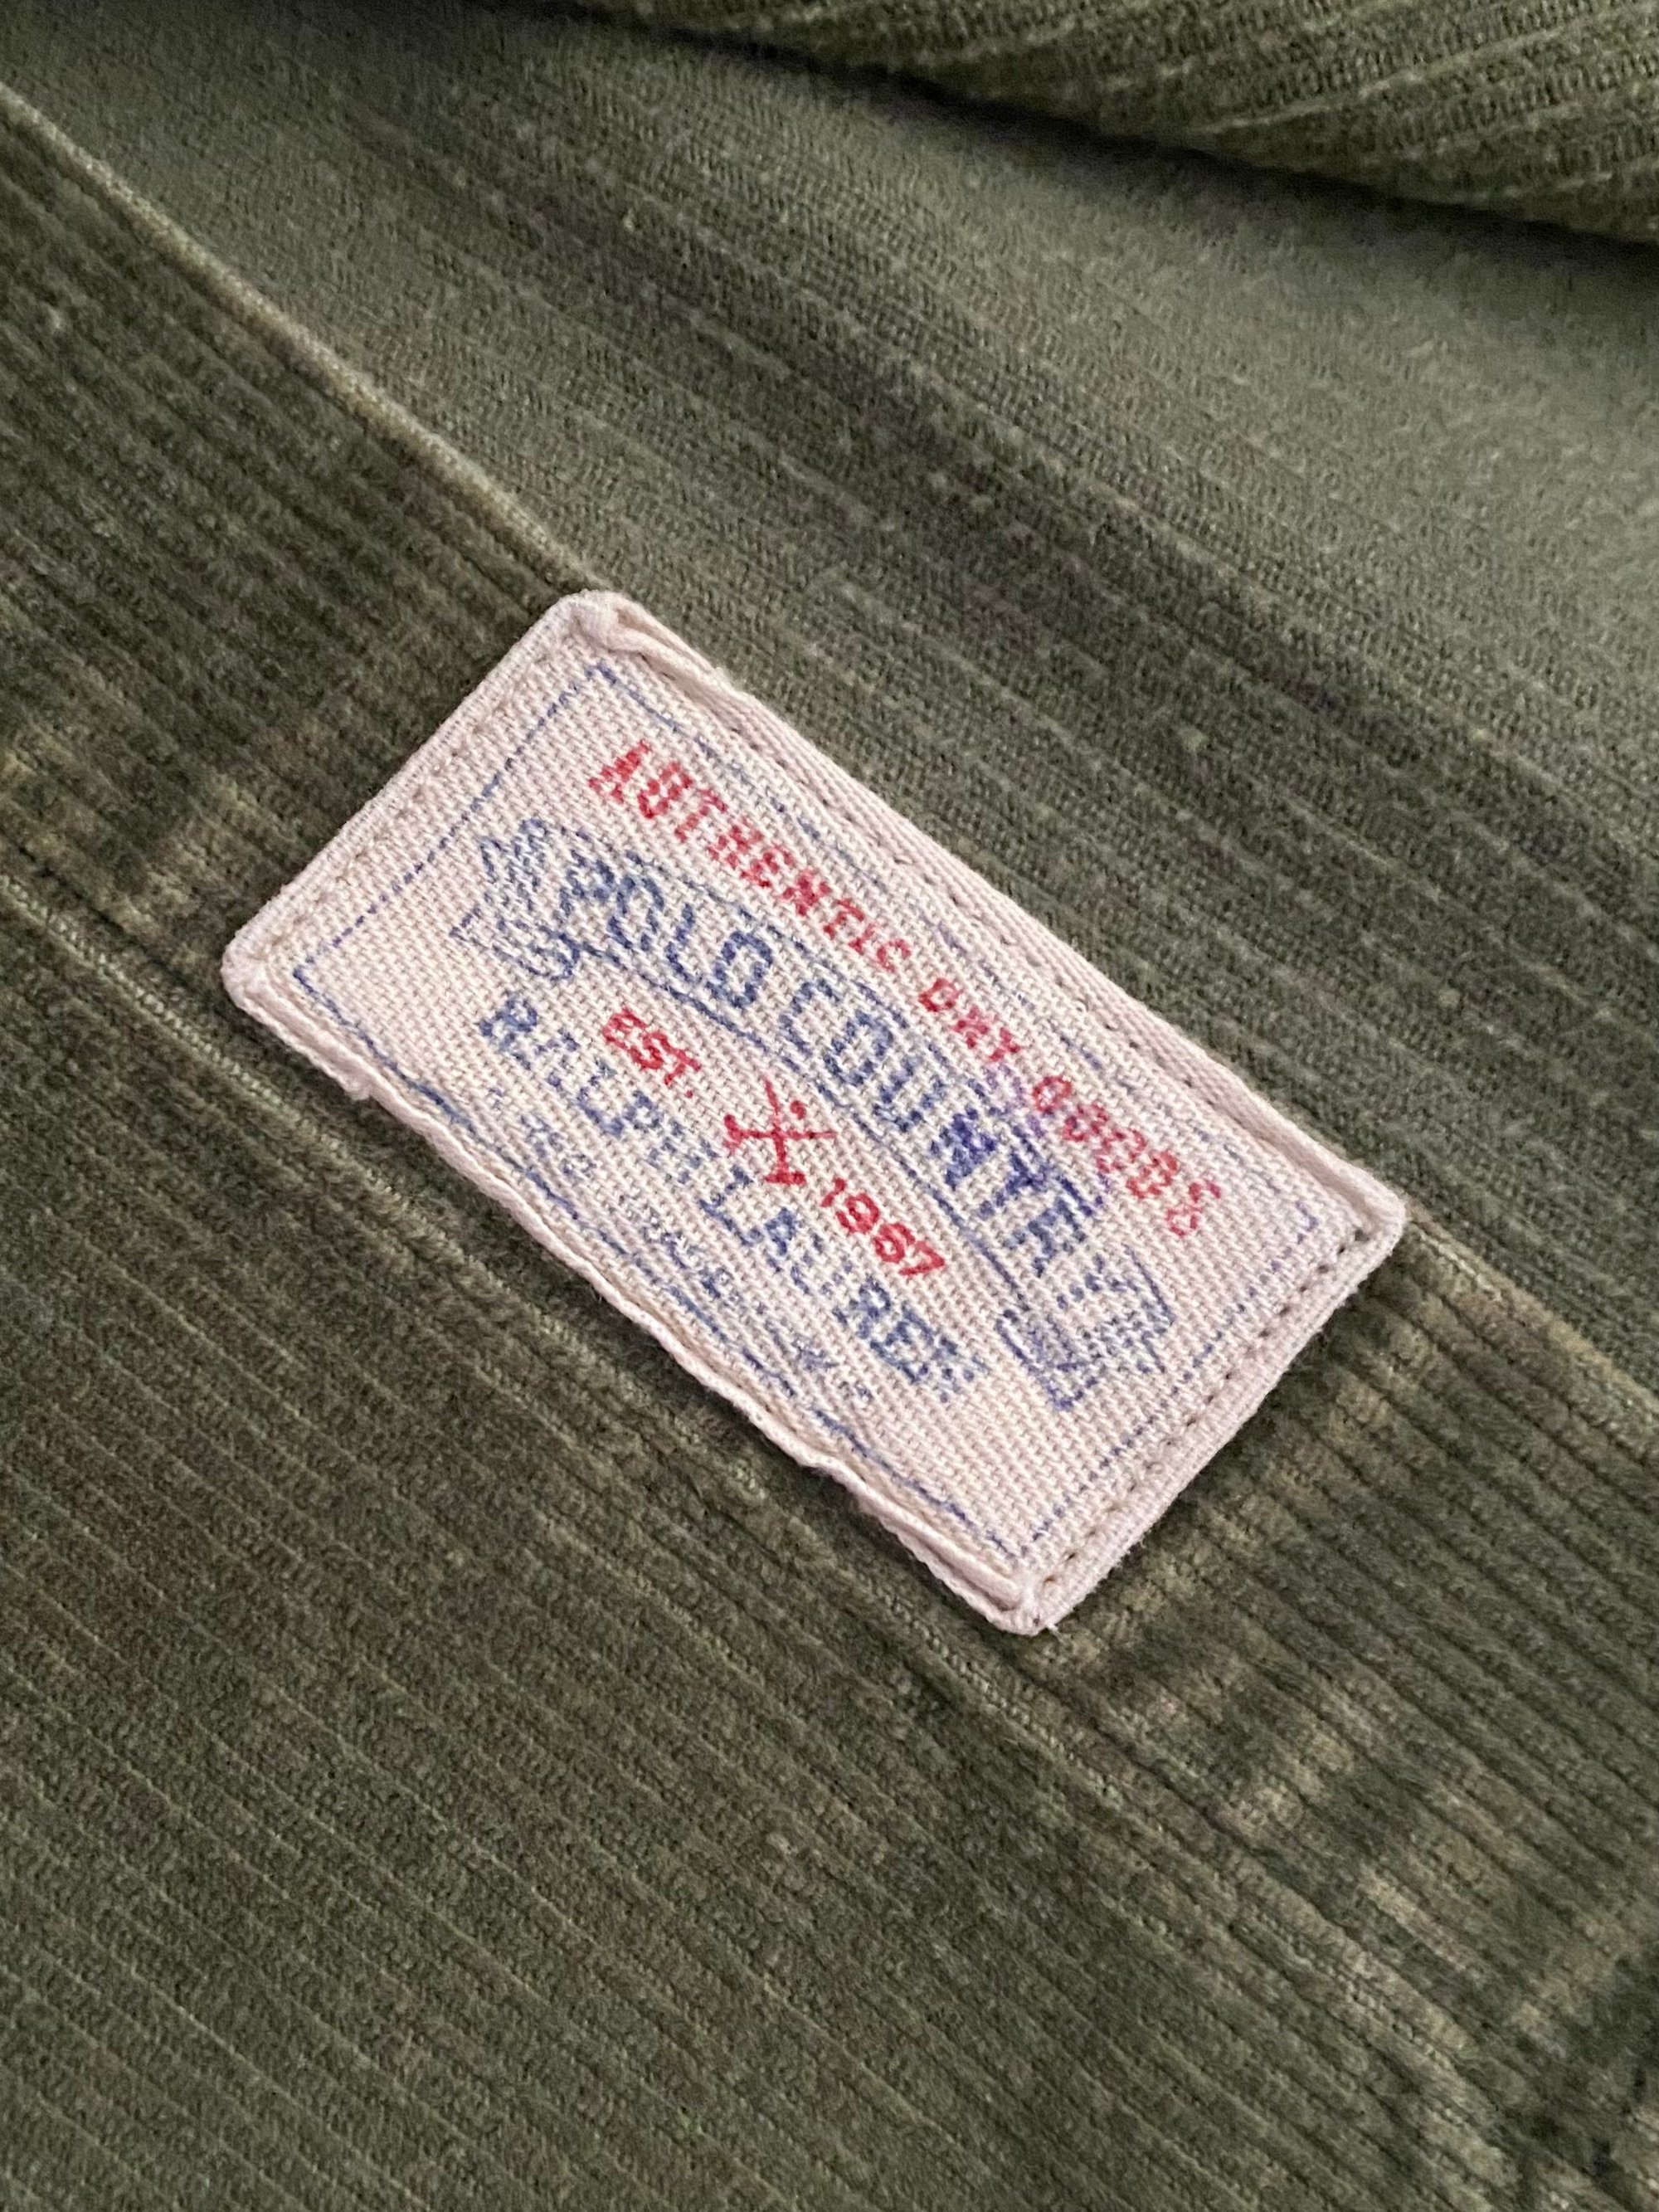 AUTHENTIC DRY GOODS
POLO COUNTRY
EST. 1967
RALPH LAUREN